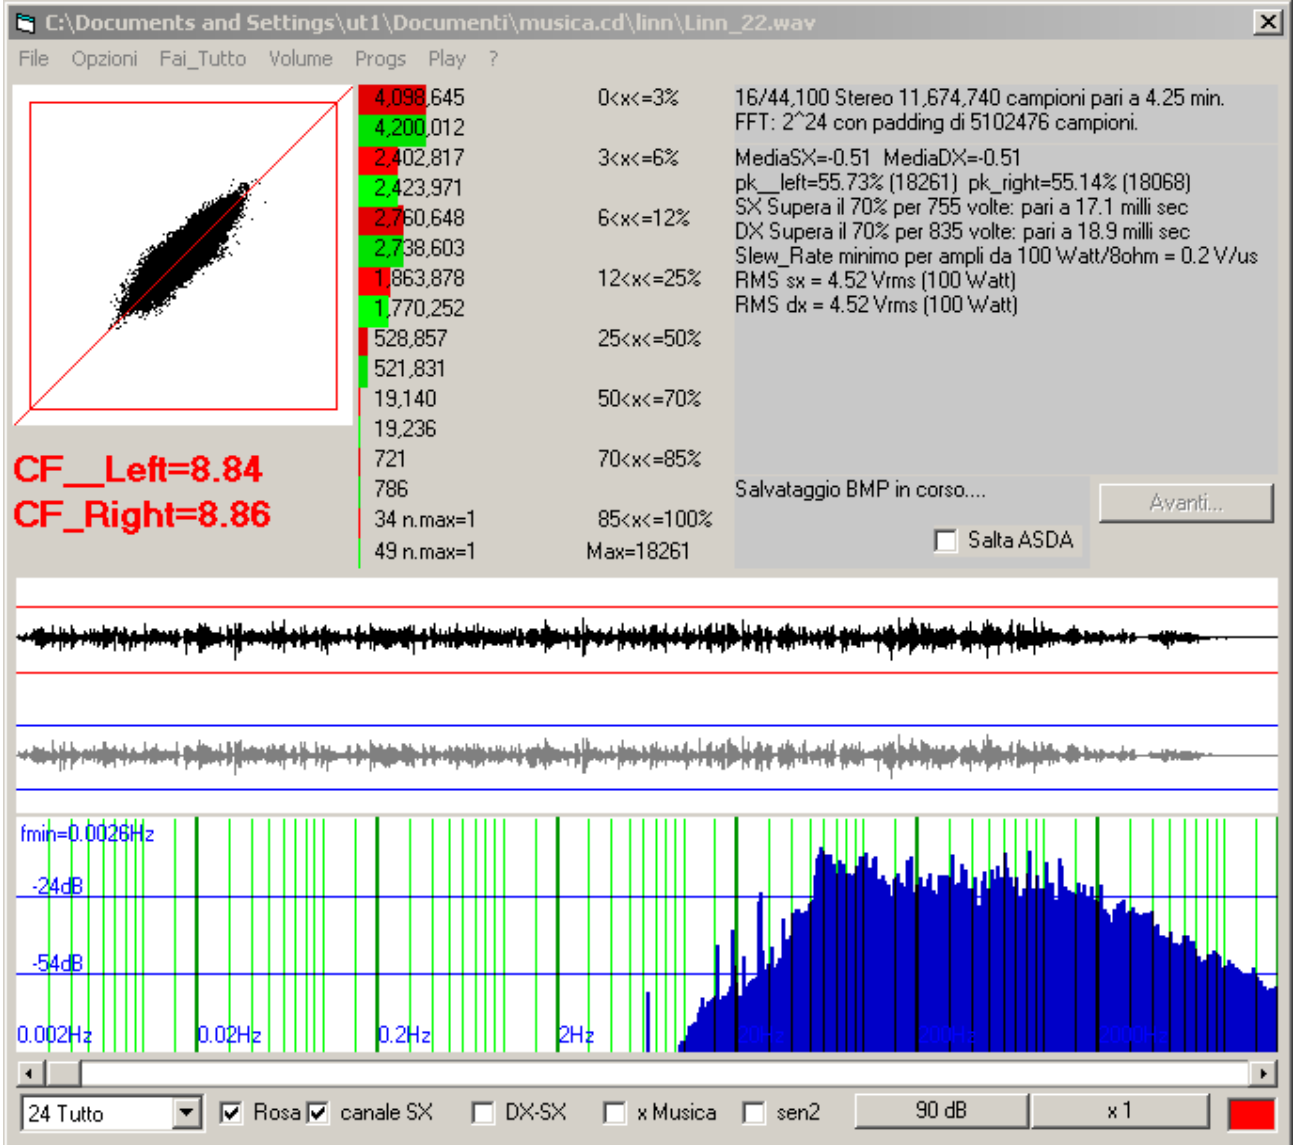 C:\Documents and Settings\ut1\Documenti\musica.cd\linn\Linn_22.wav
File Opzioni Fai_Tutto Volume Progs Play ?
4,098,645 0<x<=3%
4,200,012
2,402,817 3<x<=6%
2,423,971
2,760,648 6<x<=12%
2,738,603
1,863,878 12<x<=25%
1,770,252
528,857 25<x<=50%
521,831
19,140 50<x<=70%
19,236
721 70<x<=85%
786
34 n.max=1 85<x<=100%
49 n.max=1 Max=18261
16/44,100 Stereo 11,674,740 campioni pari a 4.25 min.
FFT: 2^24 con padding di 5102476 campioni.
MediaSX=-0.51 MediaDX=-0.51
pk__left=55.73% (18261) pk_right=55.14% (18068)
SX Supera il 70% per 755 volte: pari a 17.1 milli sec
DX Supera il 70% per 835 volte: pari a 18.9 milli sec
Slew_Rate minimo per ampli da 100 Watt/8ohm = 0.2 V/us
RMS sx = 4.52 Vrms (100 Watt)
RMS dx = 4.52 Vrms (100 Watt)
CF__Left=8.84
CF_Right=8.86
Salvataggio BMP in corso....
Avanti...
Salta ASDA
fmin=0.0026Hz
-24dB
-54dB
0.002Hz 0.02Hz 0.2Hz 2Hz 20Hz 200Hz 2000Hz
24 Tutto Rosa canale SX DX-SX x Musica sen2 90 dB x 1